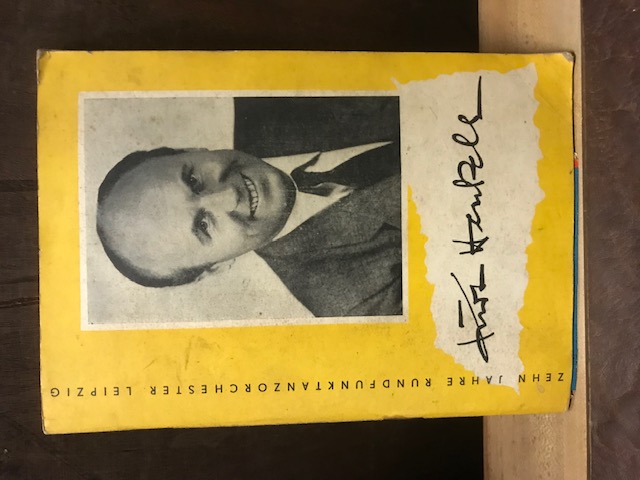 ZEHN JAHRE RUNDFUNKTANZORCHESTER LEIPZIG
Kurt Henkels